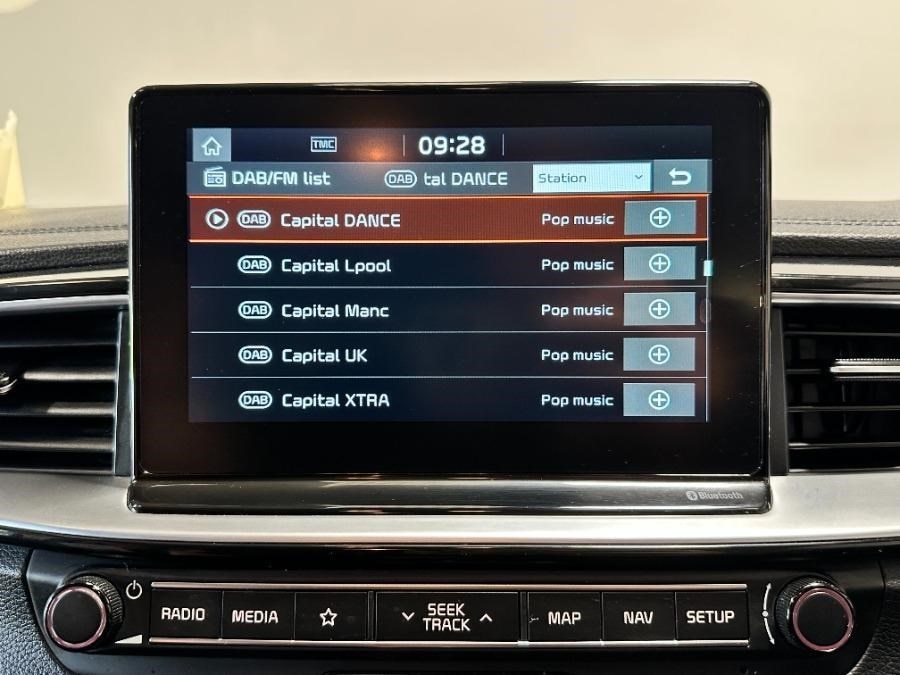 TMC 09:28
DAB/FM list DAB tal DANCE Station
DAB Capital DANCE Pop music
DAB Capital Lpool Pop music
DAB Capital Manc Pop music
DAB Capital UK Pop music
DAB Capital XTRA Pop music
Bluetooth
RADIO MEDIA SEEK TRACK MAP NAV SETUP